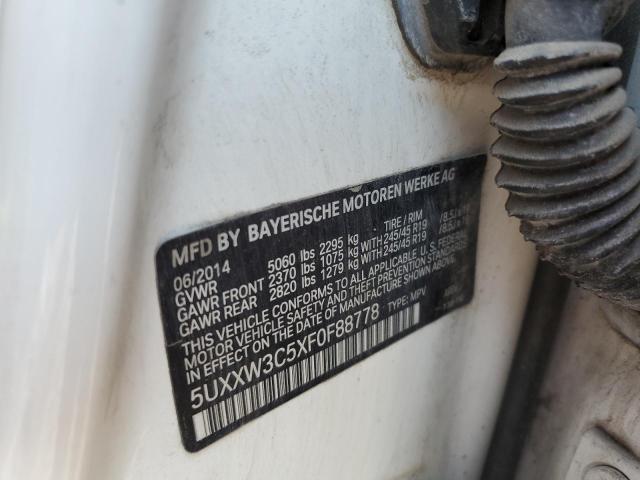 MFD BY BAYERISCHE MOTOREN WERKE AG
06/2014
GVWR 5060 lbs 2295 kg TIRE / RIM
GAWR FRONT 2370 lbs 1075 kg WITH 245/45 R19
GAWR REAR 2820 lbs 1279 kg WITH 245/45 R19
THIS VEHICLE CONFORMS TO ALL APPLICABLE U.S. FEDERAL
MOTOR VEHICLE SAFETY AND THEFT PREVENTION STANDARDS
IN EFFECT ON THE DATE OF MANUFACTURE SHOWN ABOVE.
5UXXW3C5XF0F88778 TYPE: MPV